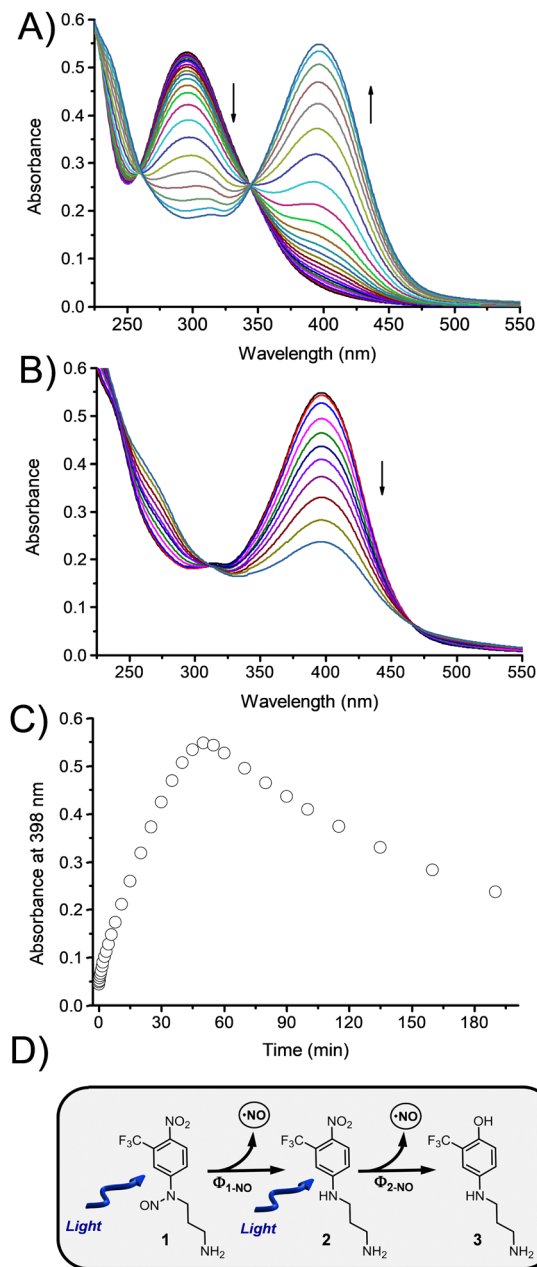 A)
0.6
0.5
0.4
0.3
0.2
0.1
0.0
Absorbance
250 300 350 400 450 500 550
Wavelength (nm)
B)
0.6
0.5
0.4
0.3
0.2
0.1
0.0
Absorbance
250 300 350 400 450 500 550
Wavelength (nm)
C)
0.6
0.5
0.4
0.3
0.2
0.1
0.0
Absorbance at 398 nm
0 30 60 90 120 150 180
Time (min)
D)
•NO •NO
NO₂ NO₂ OH
F₃C F₃C F₃C
Φ₁₋NO Φ₂₋NO
ON N HN HN
Light Light
1 2 3
NH₂ NH₂ NH₂